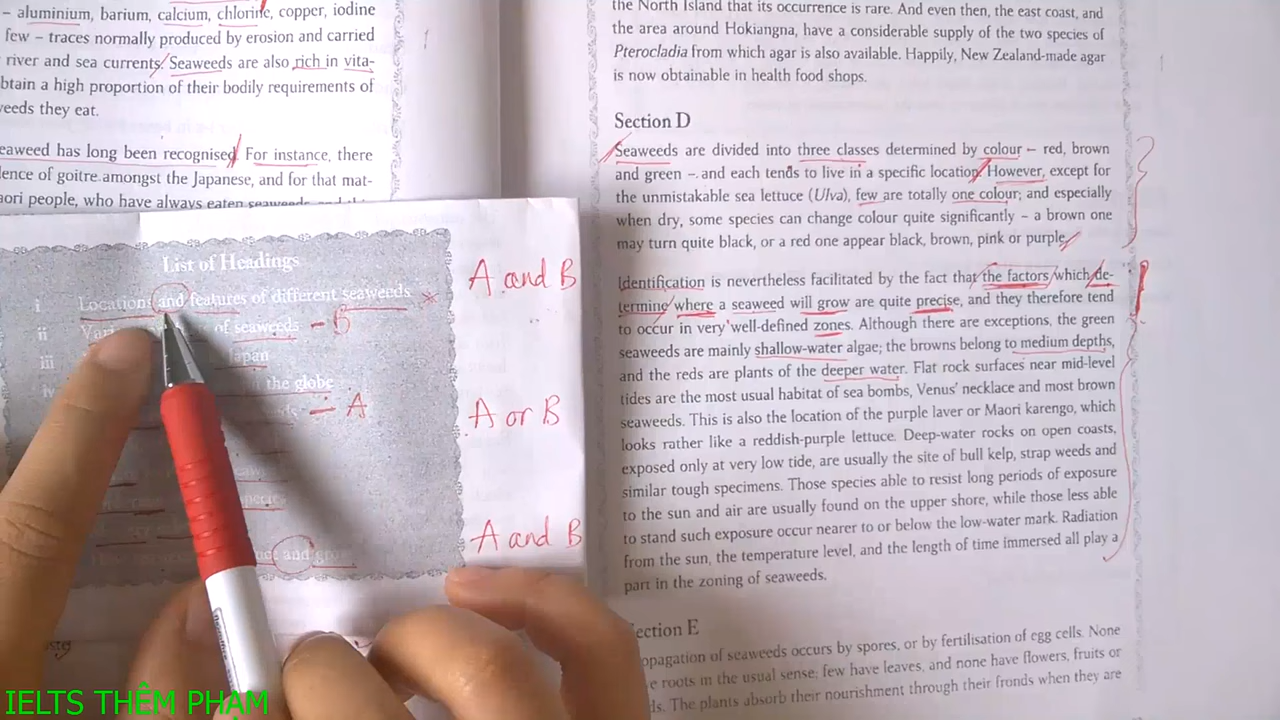 – aluminium, barium, calcium, chlorine, copper, iodine
few – traces normally produced by erosion and carried
river and sea currents. Seaweeds are also rich in vita-
btain a high proportion of their bodily requirements of
eeds they eat.
eaweed has long been recognised. For instance, there
lence of goitre amongst the Japanese, and for that mat-
aori people, who have always eaten seaweeds and this
List of Headings
i Locations and features of different seaweeds
ii of seaweeds – B
iii Japan
iv the globe
– A
and grow
A and B
A or B
A and B
the North Island that its occurrence is rare. And even then, the east coast, and
the area around Hokiangna, have a considerable supply of the two species of
Pterocladia from which agar is also available. Happily, New Zealand-made agar
is now obtainable in health food shops.
Section D
Seaweeds are divided into three classes determined by colour – red, brown
and green – and each tends to live in a specific location. However, except for
the unmistakable sea lettuce (Ulva), few are totally one colour; and especially
when dry, some species can change colour quite significantly – a brown one
may turn quite black, or a red one appear black, brown, pink or purple.
Identification is nevertheless facilitated by the fact that the factors which de-
termine where a seaweed will grow are quite precise, and they therefore tend
to occur in very well-defined zones. Although there are exceptions, the green
seaweeds are mainly shallow-water algae; the browns belong to medium depths,
and the reds are plants of the deeper water. Flat rock surfaces near mid-level
tides are the most usual habitat of sea bombs, Venus' necklace and most brown
seaweeds. This is also the location of the purple laver or Maori karengo, which
looks rather like a reddish-purple lettuce. Deep-water rocks on open coasts,
exposed only at very low tide, are usually the site of bull kelp, strap weeds and
similar tough specimens. Those species able to resist long periods of exposure
to the sun and air are usually found on the upper shore, while those less able
to stand such exposure occur nearer to or below the low-water mark. Radiation
from the sun, the temperature level, and the length of time immersed all play a
part in the zoning of seaweeds.
ection E
opagation of seaweeds occurs by spores, or by fertilisation of egg cells. None
e roots in the usual sense; few have leaves, and none have flowers, fruits or
ds. The plants absorb their nourishment through their fronds when they are
IELTS THÊM PHẠM